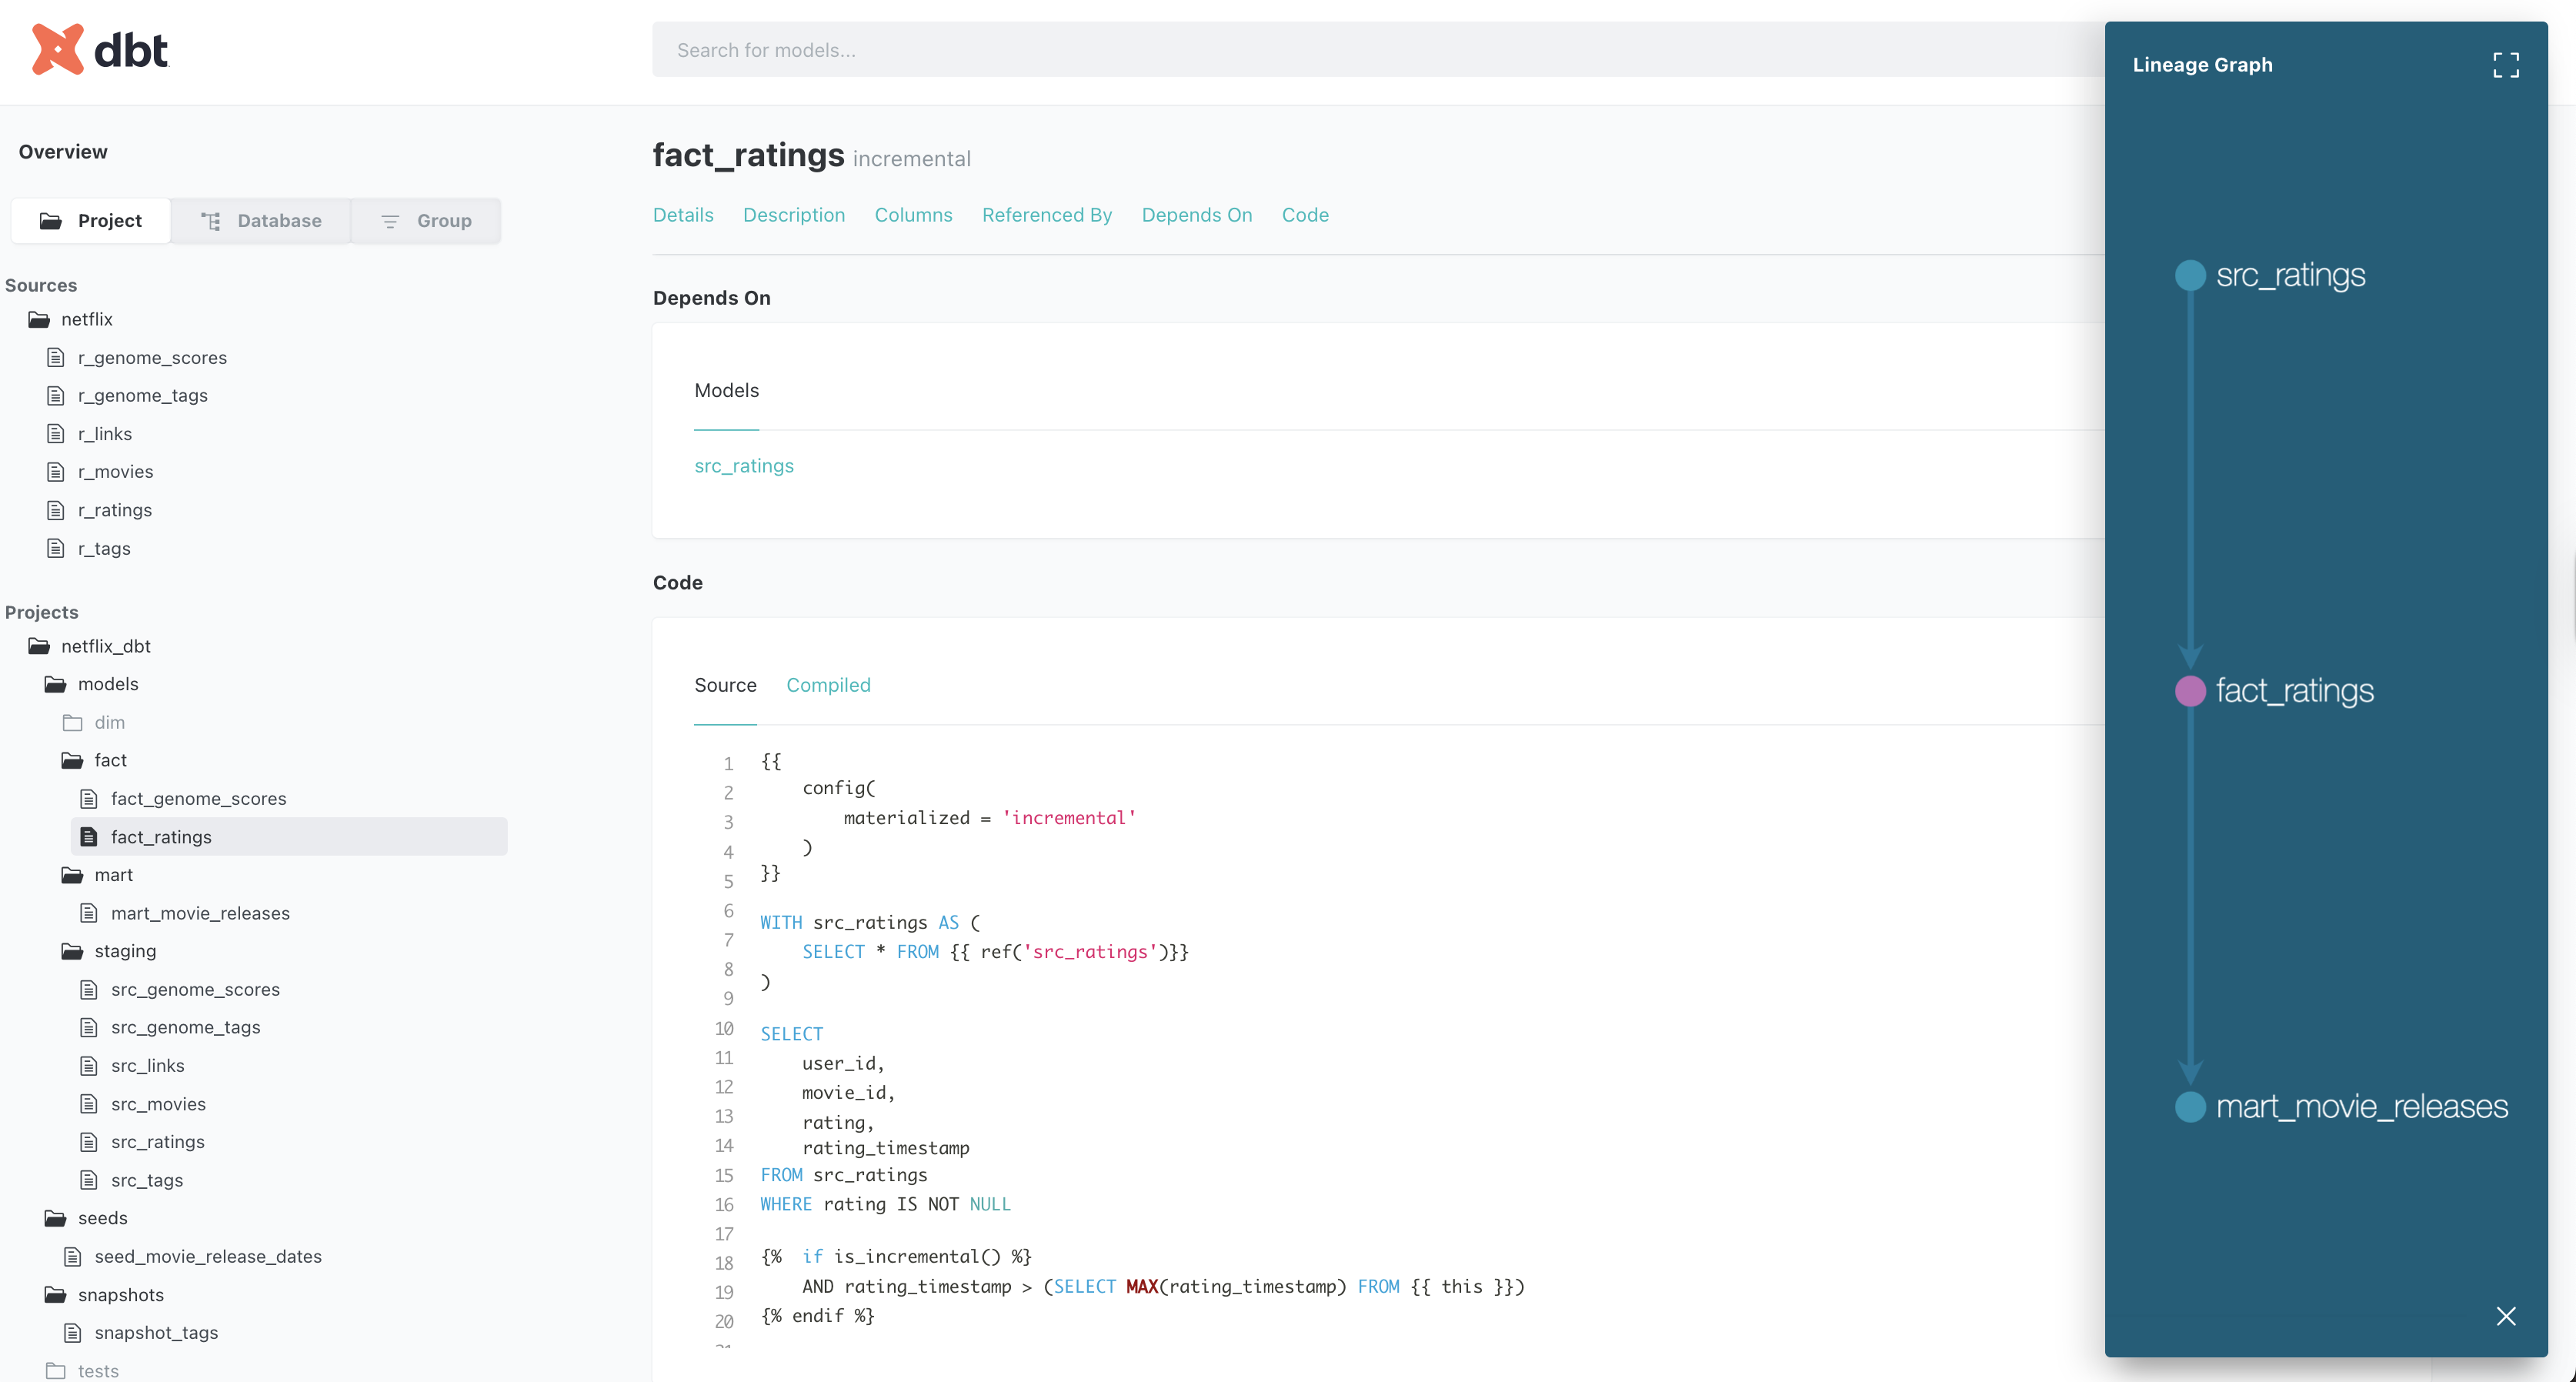 dbt
Search for models...
Overview
Project
Database
Group
Sources
netflix
r_genome_scores
r_genome_tags
r_links
r_movies
r_ratings
r_tags
Projects
netflix_dbt
models
dim
fact
fact_genome_scores
fact_ratings
mart
mart_movie_releases
staging
src_genome_scores
src_genome_tags
src_links
src_movies
src_ratings
src_tags
seeds
seed_movie_release_dates
snapshots
snapshot_tags
tests
fact_ratings incremental
Details Description Columns Referenced By Depends On Code
Depends On
Models
src_ratings
Code
Source Compiled
1 {{
2     config(
3         materialized = 'incremental'
4     )
5 }}
6
7 WITH src_ratings AS (
8     SELECT * FROM {{ ref('src_ratings')}}
9 )
10
11 SELECT
12     user_id,
13     movie_id,
14     rating,
15     rating_timestamp
16 FROM src_ratings
17 WHERE rating IS NOT NULL
18
19 {%  if is_incremental() %}
20     AND rating_timestamp > (SELECT MAX(rating_timestamp) FROM {{ this }})
{% endif %}
Lineage Graph
src_ratings
fact_ratings
mart_movie_releases